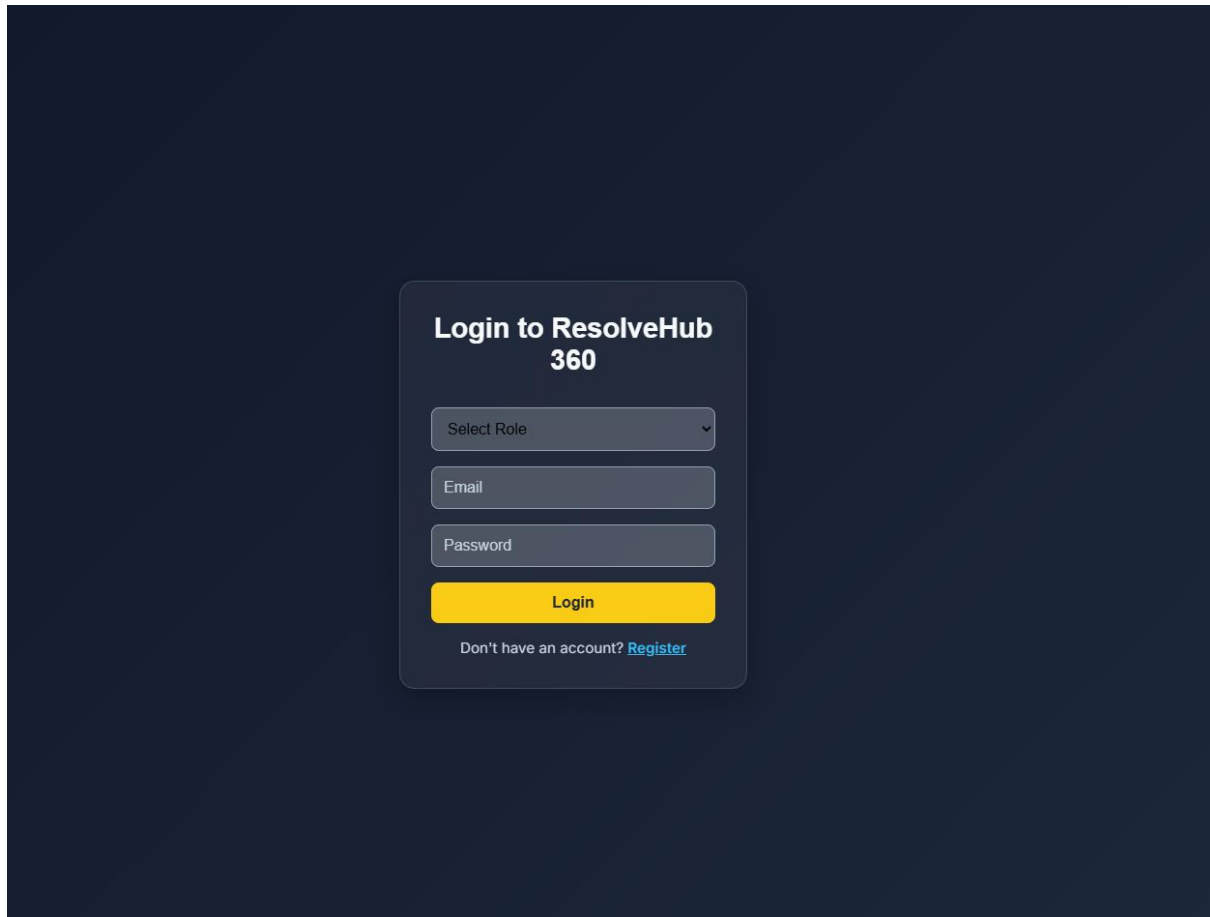 Login to ResolveHub
360
Select Role
Email
Password
Login
Don't have an account? Register